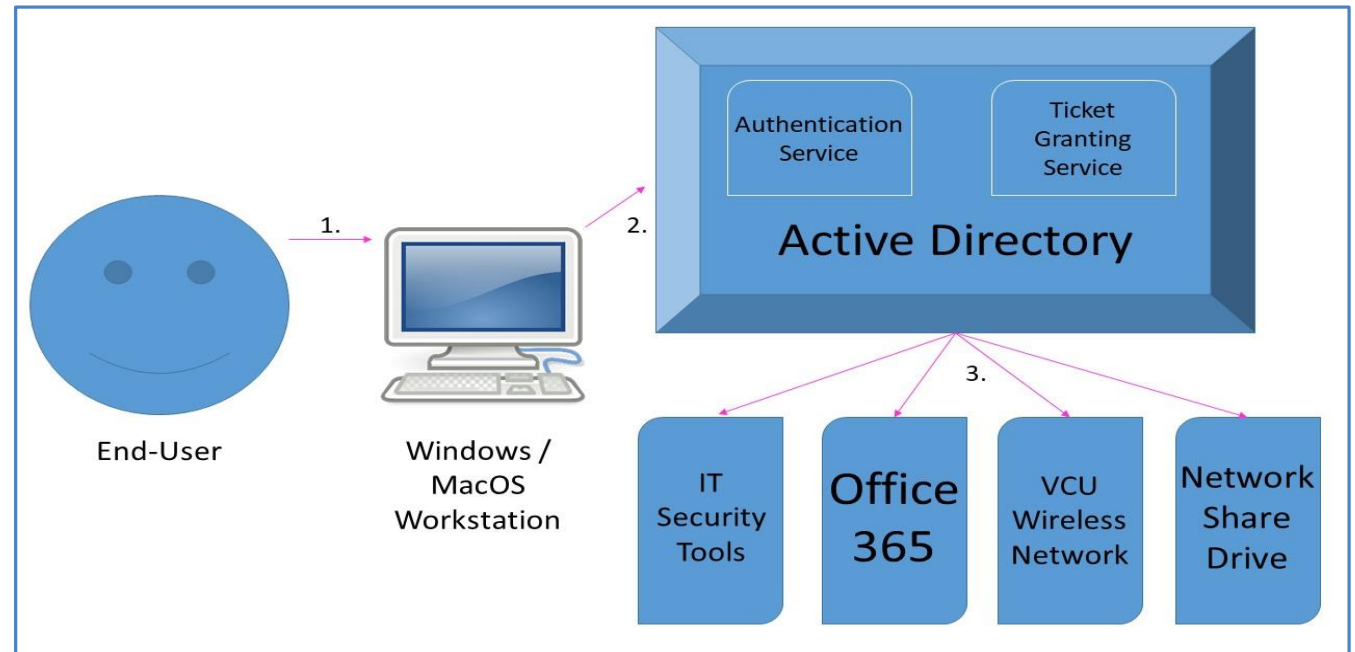 1.
2.
Authentication
Service
Ticket
Granting
Service
Active Directory
End-User
Windows /
MacOS
Workstation
3.
IT
Security
Tools
Office
365
VCU
Wireless
Network
Network
Share
Drive